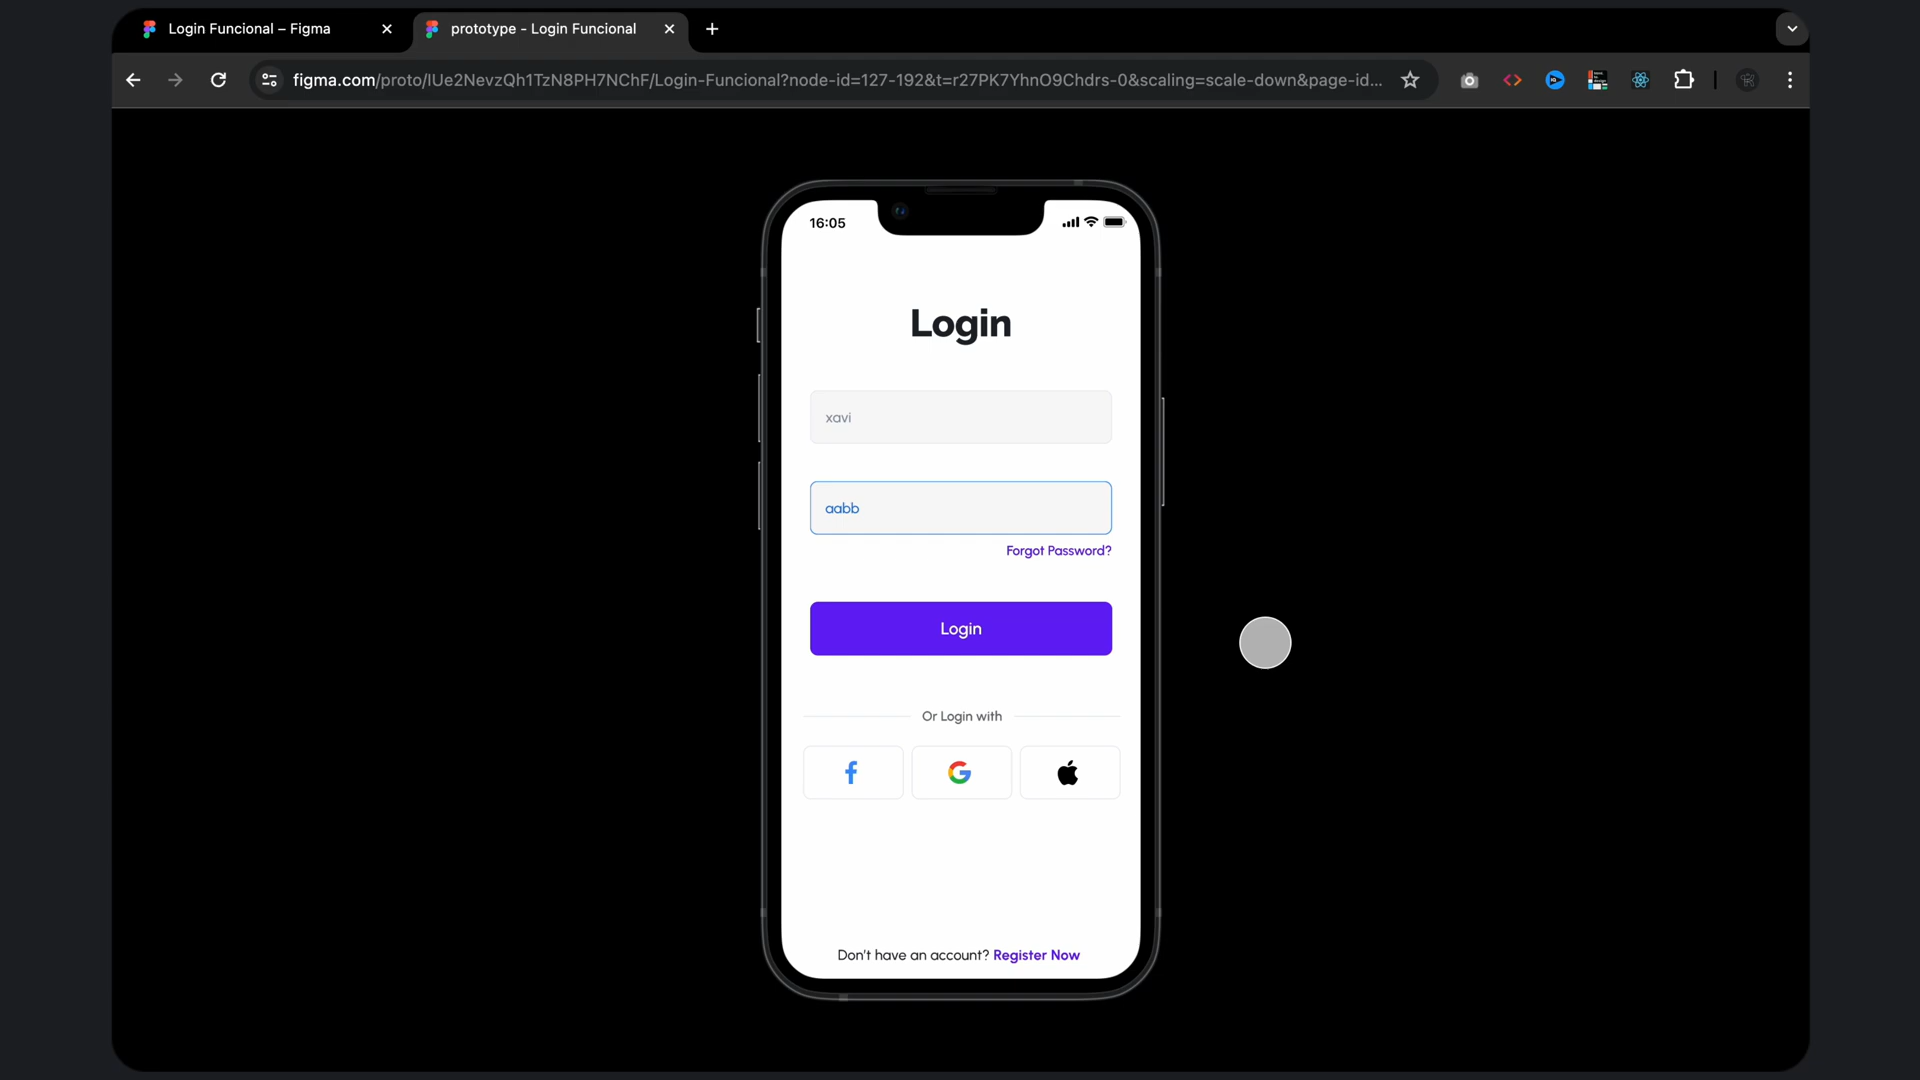 Login Funcional – Figma
prototype - Login Funcional
figma.com/proto/IUe2NevzQh1TzN8PH7NChF/Login-Funcional?node-id=127-192&t=r27PK7YhnO9Chdrs-0&scaling=scale-down&page-id...
16:05
Login
xavi
aabb
Forgot Password?
Login
Or Login with
Don't have an account? Register Now